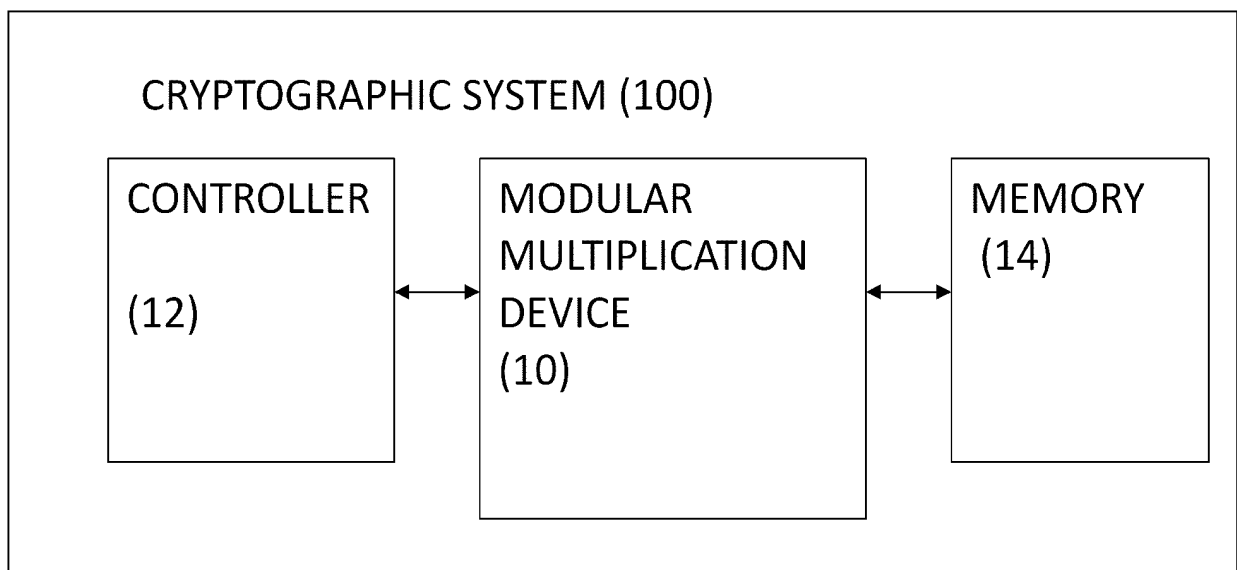 CRYPTOGRAPHIC SYSTEM (100)
CONTROLLER
(12)
MODULAR
MULTIPLICATION
DEVICE
(10)
MEMORY
(14)